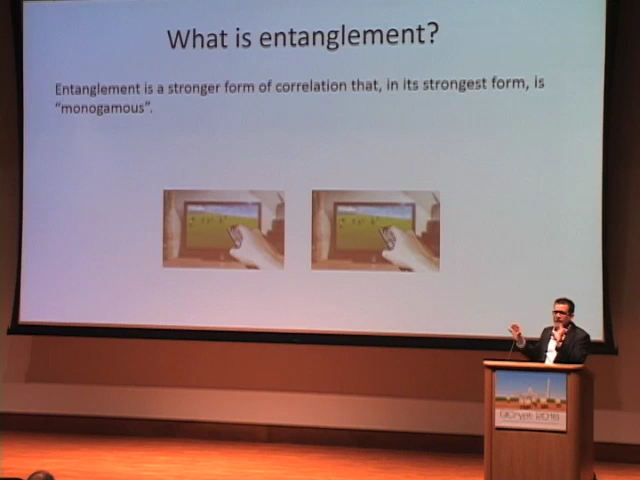 What is entanglement?
Entanglement is a stronger form of correlation that, in its strongest form, is
"monogamous".